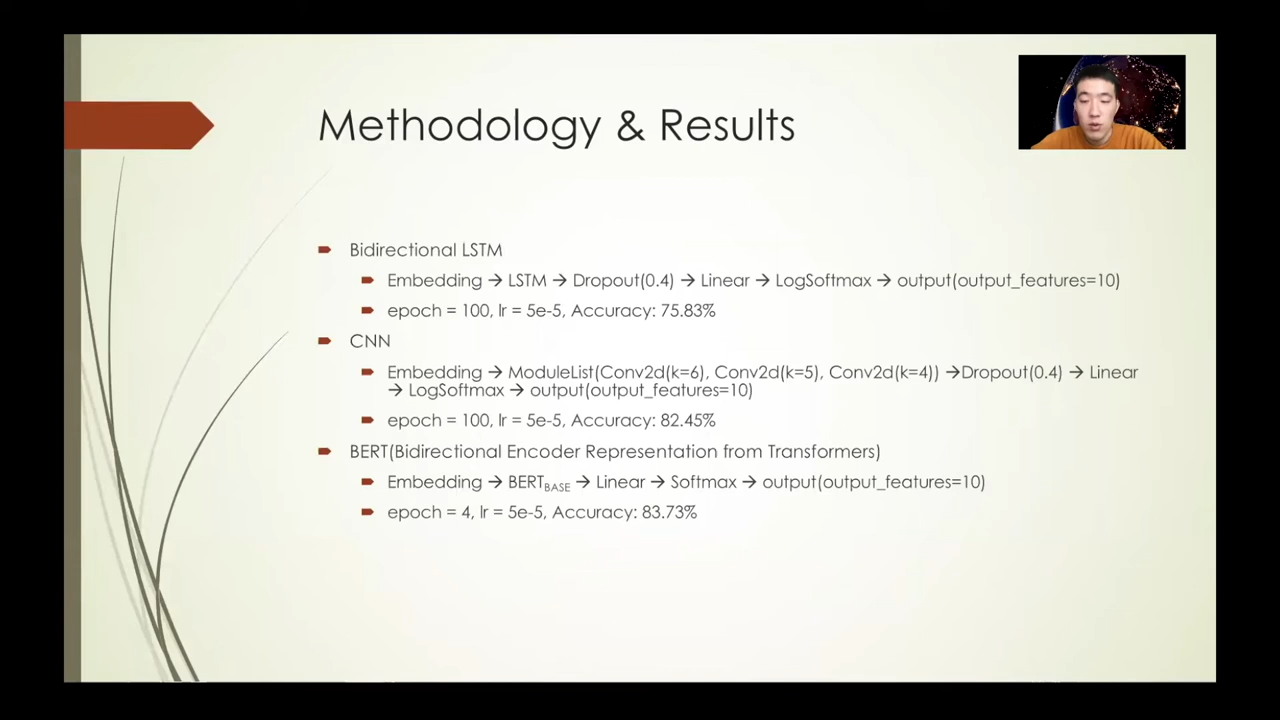 Methodology & Results
Bidirectional LSTM
Embedding → LSTM → Dropout(0.4) → Linear → LogSoftmax → output(output_features=10)
epoch = 100, lr = 5e-5, Accuracy: 75.83%
CNN
Embedding → ModuleList(Conv2d(k=6), Conv2d(k=5), Conv2d(k=4)) →Dropout(0.4) → Linear
→ LogSoftmax → output(output_features=10)
epoch = 100, lr = 5e-5, Accuracy: 82.45%
BERT(Bidirectional Encoder Representation from Transformers)
Embedding → BERTBASE → Linear → Softmax → output(output_features=10)
epoch = 4, lr = 5e-5, Accuracy: 83.73%